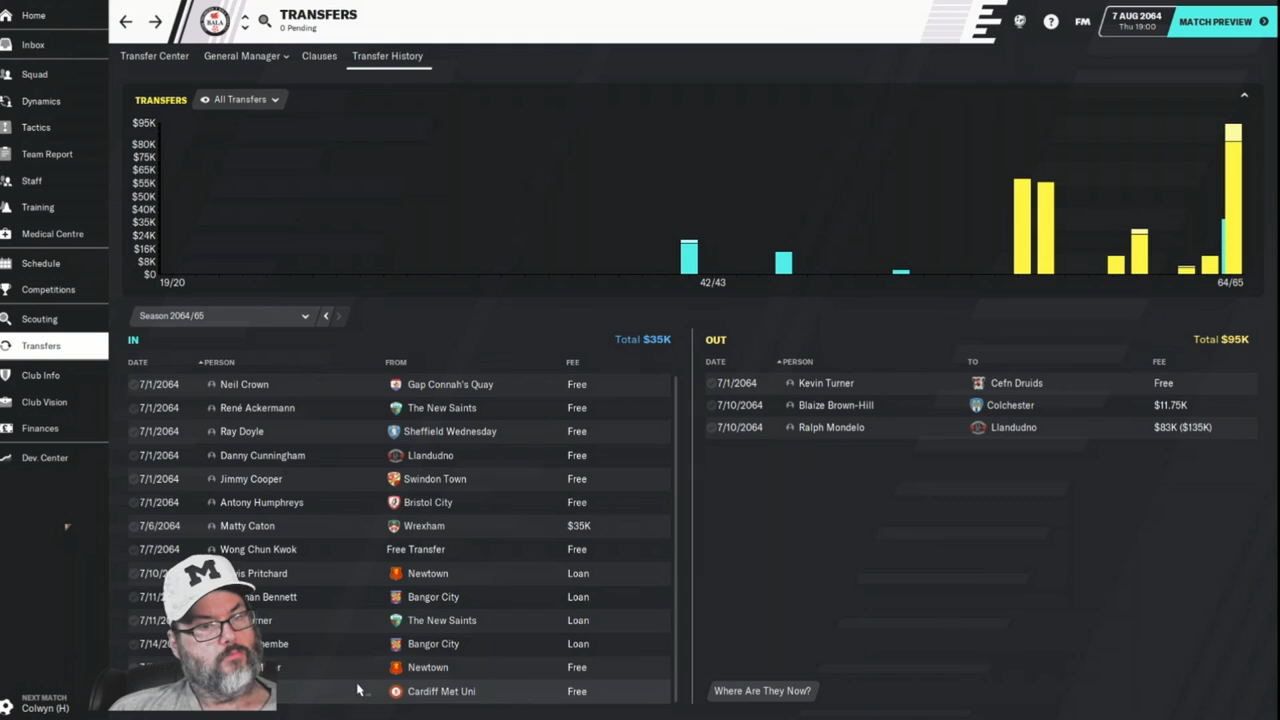 Home
Inbox
Squad
Dynamics
Tactics
Team Report
Staff
Training
Medical Centre
Schedule
Competitions
Scouting
Transfers
Club Info
Club Vision
Finances
Dev. Center
NEXT MATCH
Colwyn (H)
BALA
TRANSFERS
0 Pending
FM
7 AUG 2064
Thu 19:00
MATCH PREVIEW
Transfer Center General Manager Clauses Transfer History
TRANSFERS All Transfers
$95K
$80K
$75K
$65K
$55K
$50K
$40K
$35K
$24K
$16K
$8K
$0
19/20 42/43 64/65
Season 2064/65
IN Total $35K
DATE PERSON FROM FEE
7/1/2064 Neil Crown Gap Connah's Quay Free
7/1/2064 René Ackermann The New Saints Free
7/1/2064 Ray Doyle Sheffield Wednesday Free
7/1/2064 Danny Cunningham Llandudno Free
7/1/2064 Jimmy Cooper Swindon Town Free
7/1/2064 Antony Humphreys Bristol City Free
7/6/2064 Matty Caton Wrexham $35K
7/7/2064 Wong Chun Kwok Free Transfer Free
Pritchard Newtown Loan
Bennett Bangor City Loan
The New Saints Loan
Bangor City Loan
Newtown Free
Cardiff Met Uni Free
OUT Total $95K
DATE PERSON TO FEE
7/1/2064 Kevin Turner Cefn Druids Free
7/10/2064 Blaize Brown-Hill Colchester $11.75K
7/10/2064 Ralph Mondelo Llandudno $83K ($135K)
Where Are They Now?
M